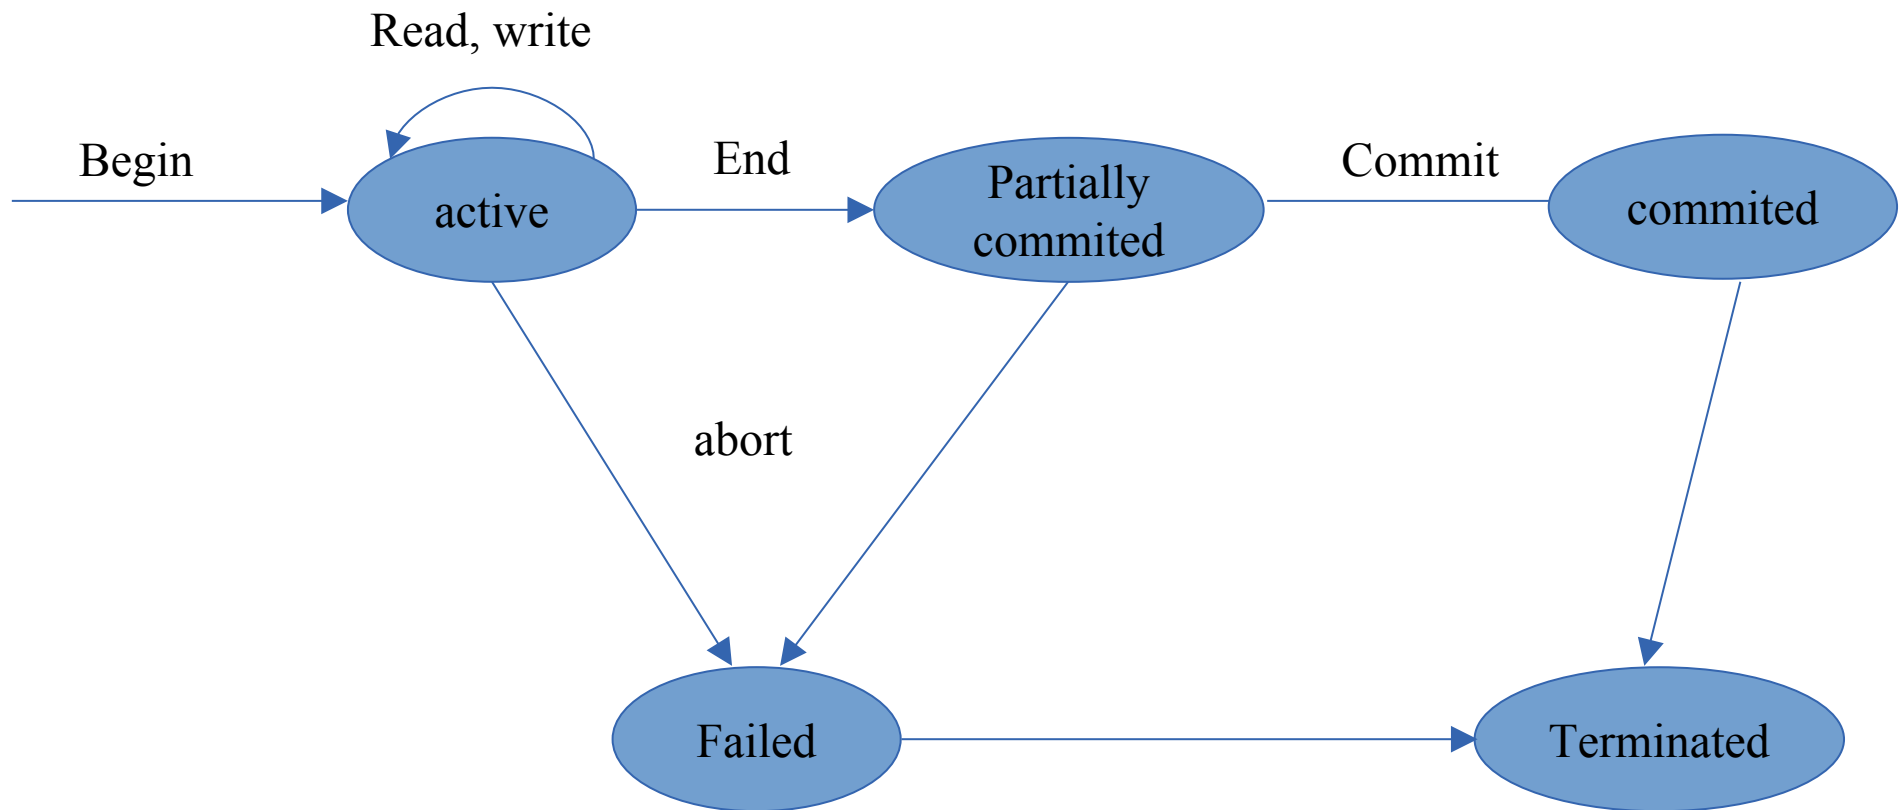 Read, write
Begin
End
Commit
active
Partially
commited
commited
abort
Failed
Terminated